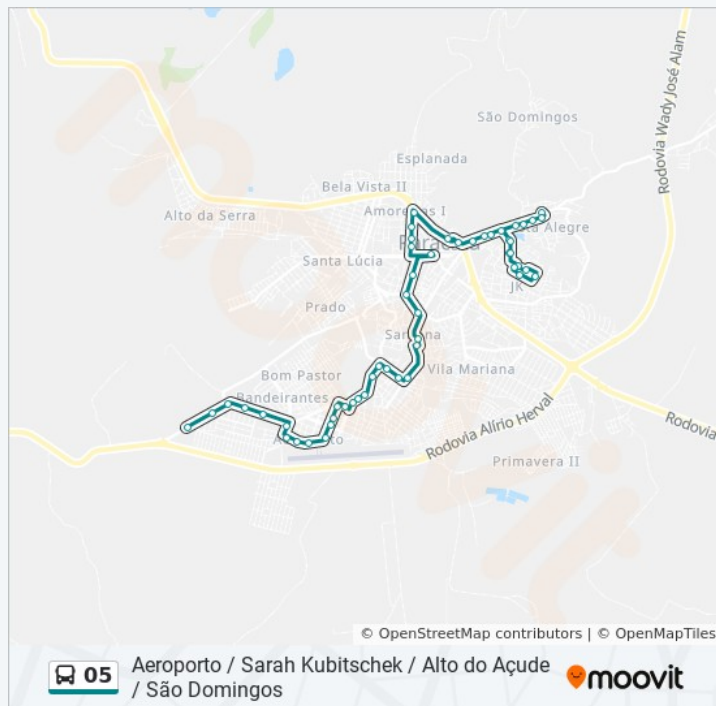 São Domingos
Rodovia Wady José Alam
Esplanada
Bela Vista II
Alto da Serra
Amoreiras I
Alegre
Paracatu
Santa Lúcia
JK
Prado
Vila Mariana
Bom Pastor
Bandeirantes
Rodovia Alírio Herval
Rodovia
Primavera II
© OpenStreetMap contributors | © OpenMapTiles
05
Aeroporto / Sarah Kubitschek / Alto do Açude
/ São Domingos
moovit